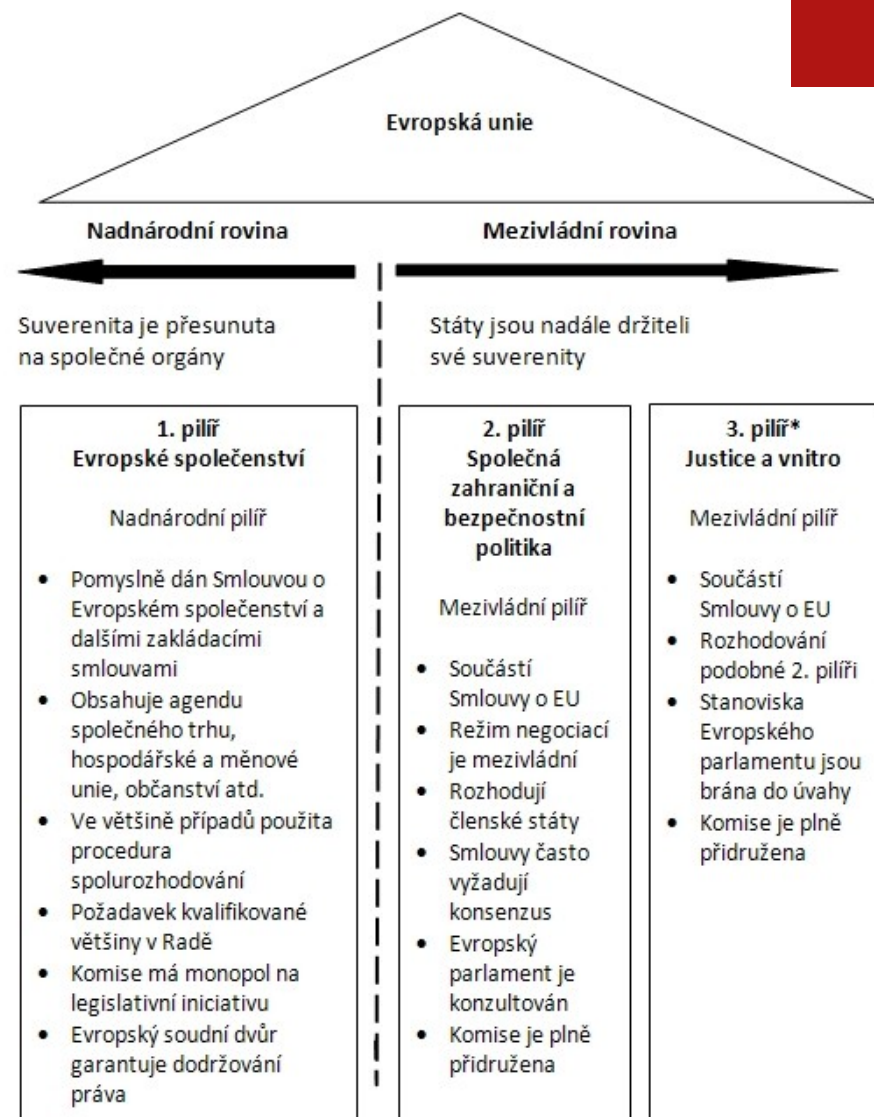 Evropská unie
Nadnárodní rovina
Mezivládní rovina
Suverenita je přesunuta
na společné orgány
Státy jsou nadále držiteli
své suverenity
1. pilíř
Evropské společenství
Nadnárodní pilíř
• Pomyslně dán Smlouvou o
Evropském společenství a
dalšími zakládacími
smlouvami
• Obsahuje agendu
společného trhu,
hospodářské a měnové
unie, občanství atd.
• Ve většině případů použita
procedura
spolurozhodování
• Požadavek kvalifikované
většiny v Radě
• Komise má monopol na
legislativní iniciativu
• Evropský soudní dvůr
garantuje dodržování
práva
2. pilíř
Společná
zahraniční a
bezpečnostní
politika
Mezivládní pilíř
• Součástí
Smlouvy o EU
• Režim negociací
je mezivládní
• Rozhodují
členské státy
• Smlouvy často
vyžadují
konsenzus
• Evropský
parlament je
konzultován
• Komise je plně
přidružena
3. pilíř*
Justice a vnitro
Mezivládní pilíř
• Součástí
Smlouvy o EU
• Rozhodování
podobné 2. pilíři
• Stanoviska
Evropského
parlamentu jsou
brána do úvahy
• Komise je plně
přidružena